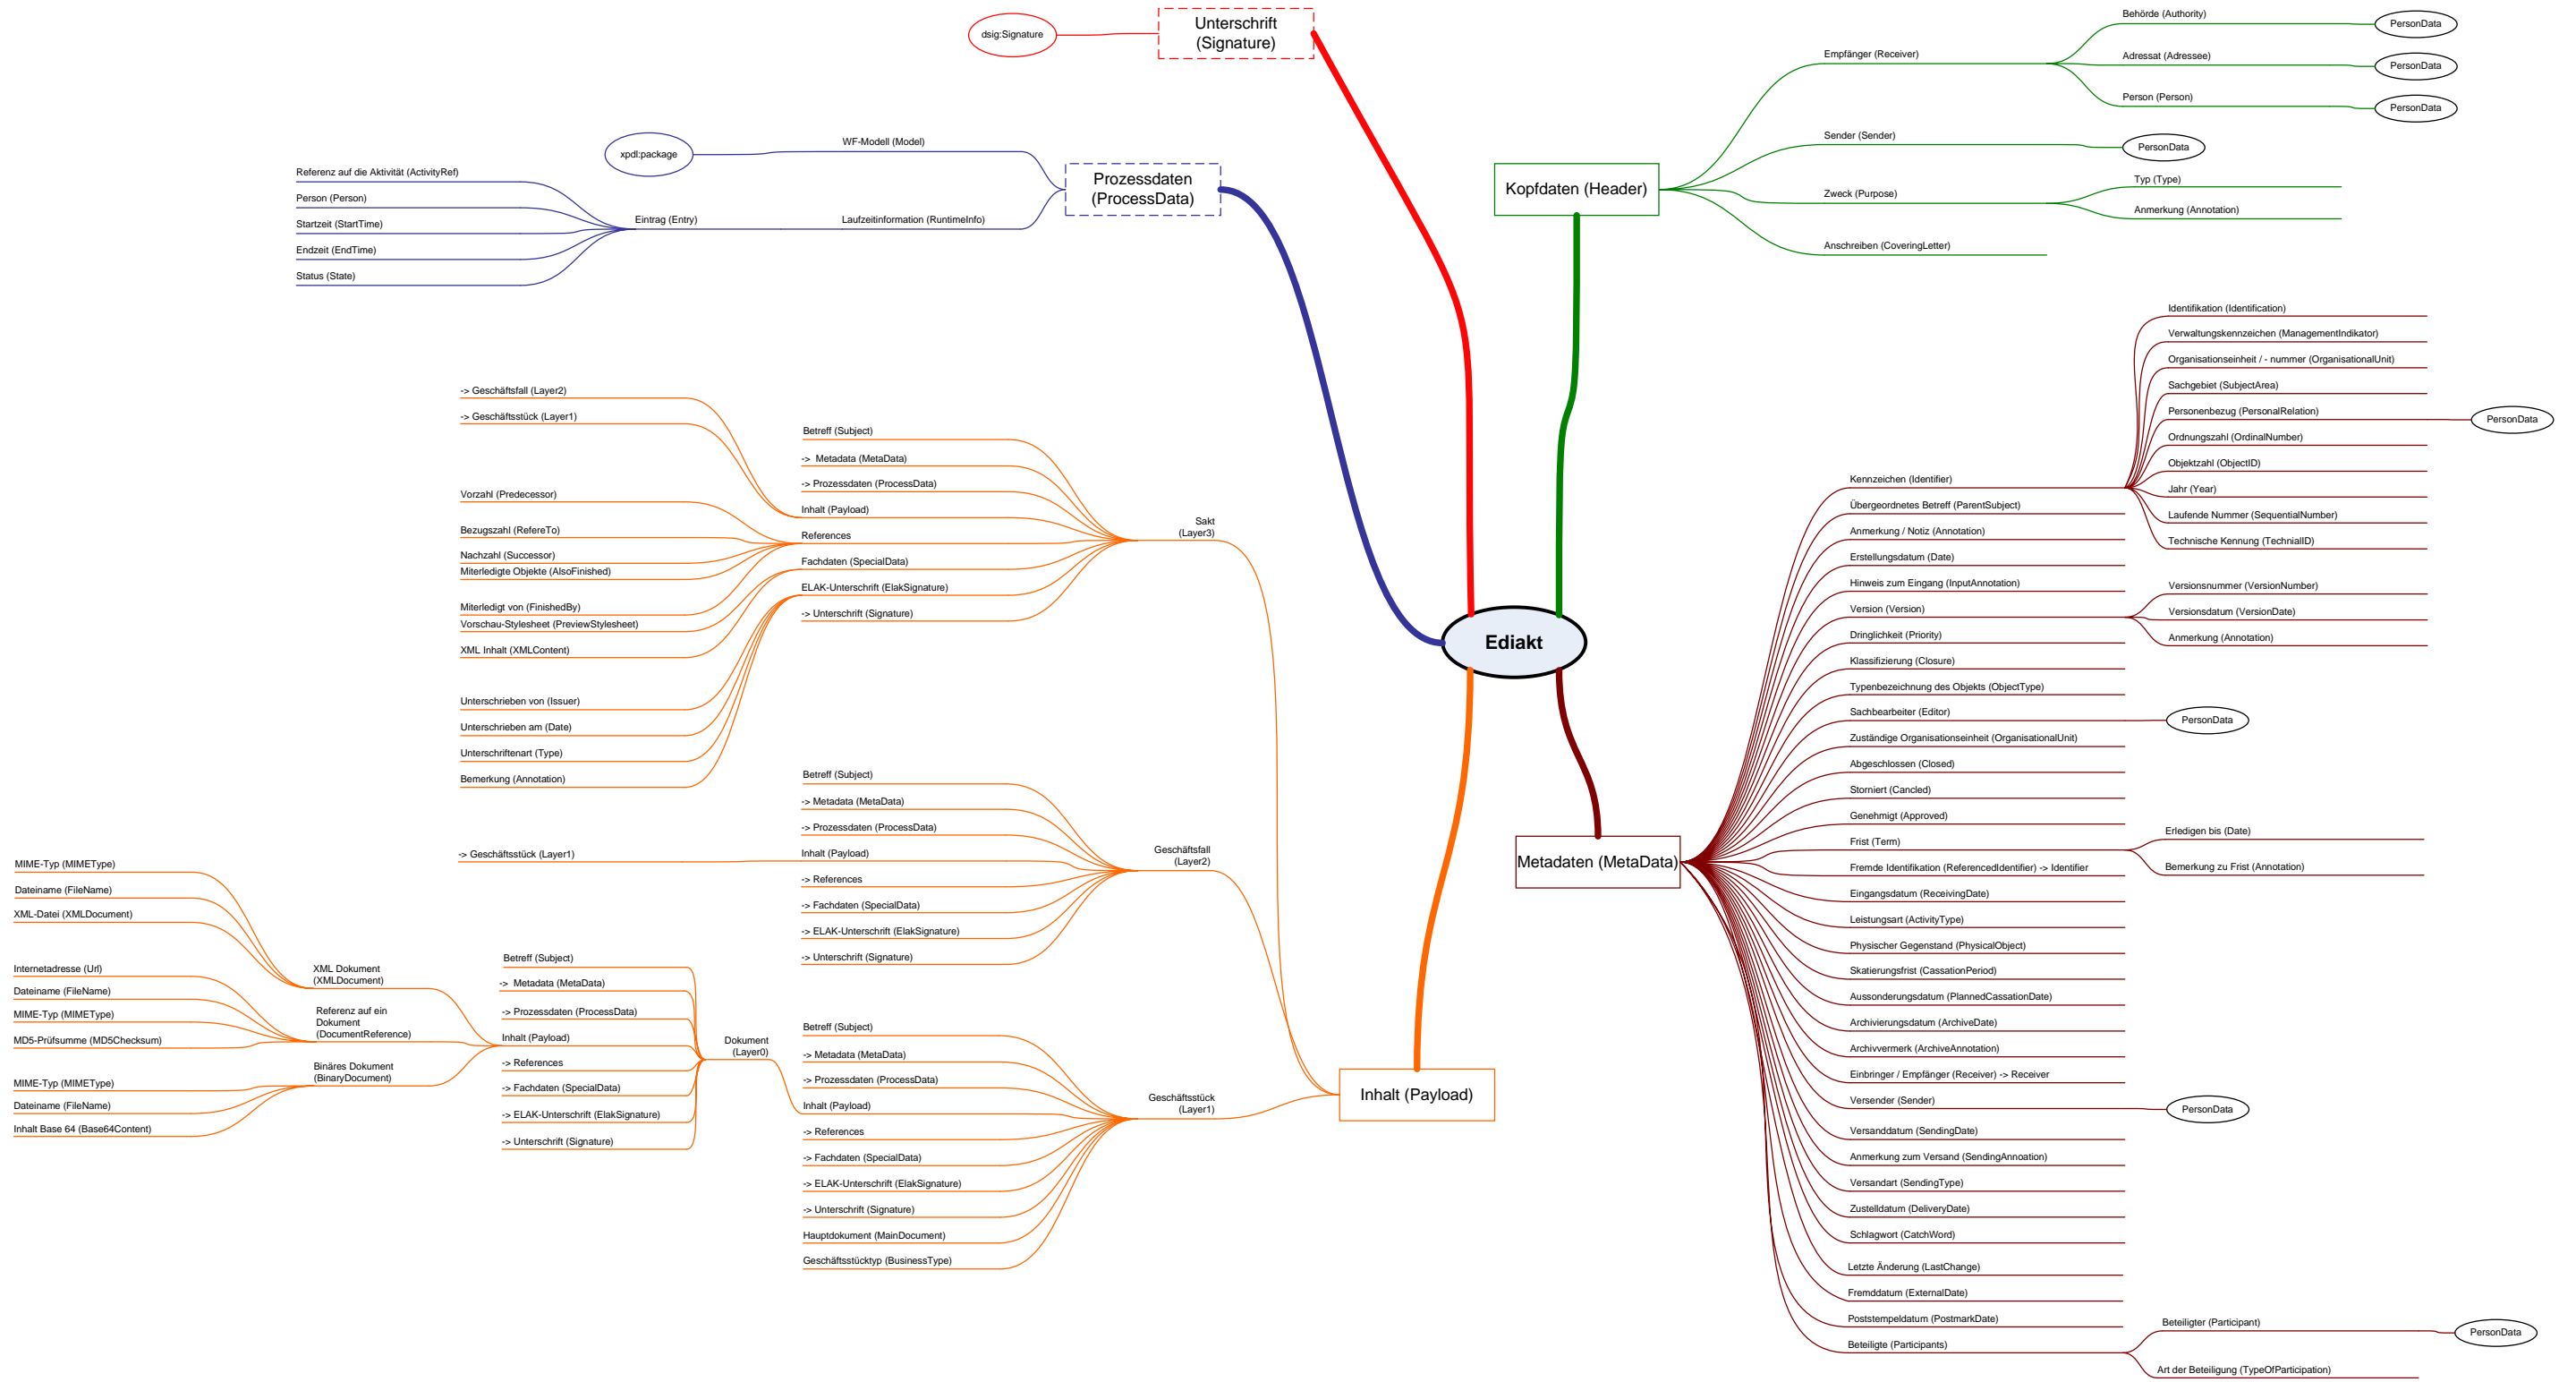 Unterschrift
(Signature)
dsig:Signature
Prozessdaten
(ProcessData)
WF-Modell (Model)
xpdl:package
Laufzeitinformation (RuntimeInfo)
Eintrag (Entry)
Referenz auf die Aktivität (ActivityRef)
Person (Person)
Startzeit (StartTime)
Endzeit (EndTime)
Status (State)
Kopfdaten (Header)
Empfänger (Receiver)
Behörde (Authority)
PersonData
Adressat (Adressee)
PersonData
Person (Person)
PersonData
Sender (Sender)
PersonData
Zweck (Purpose)
Typ (Type)
Anmerkung (Annotation)
Anschreiben (CoveringLetter)
Ediakt
Metadaten (MetaData)
Kennzeichen (Identifier)
Identifikation (Identification)
Verwaltungskennzeichen (ManagementIndikator)
Organisationseinheit / - nummer (OrganisationalUnit)
Sachgebiet (SubjectArea)
Personenbezug (PersonalRelation)
PersonData
Ordnungszahl (OrdinalNumber)
Objektzahl (ObjectID)
Jahr (Year)
Laufende Nummer (SequentialNumber)
Technische Kennung (TechnialID)
Übergeordnetes Betreff (ParentSubject)
Anmerkung / Notiz (Annotation)
Erstellungsdatum (Date)
Hinweis zum Eingang (InputAnnotation)
Version (Version)
Versionsnummer (VersionNumber)
Versionsdatum (VersionDate)
Anmerkung (Annotation)
Dringlichkeit (Priority)
Klassifizierung (Closure)
Typenbezeichnung des Objekts (ObjectType)
Sachbearbeiter (Editor)
PersonData
Zuständige Organisationseinheit (OrganisationalUnit)
Abgeschlossen (Closed)
Storniert (Cancled)
Genehmigt (Approved)
Frist (Term)
Erledigen bis (Date)
Bemerkung zu Frist (Annotation)
Fremde Identifikation (ReferencedIdentifier) -> Identifier
Eingangsdatum (ReceivingDate)
Leistungsart (ActivityType)
Physischer Gegenstand (PhysicalObject)
Skatierungsfrist (CassationPeriod)
Aussonderungsdatum (PlannedCassationDate)
Archivierungsdatum (ArchiveDate)
Archivvermerk (ArchiveAnnotation)
Einbringer / Empfänger (Receiver) -> Receiver
Versender (Sender)
PersonData
Versanddatum (SendingDate)
Anmerkung zum Versand (SendingAnnoation)
Versandart (SendingType)
Zustelldatum (DeliveryDate)
Schlagwort (CatchWord)
Letzte Änderung (LastChange)
Fremddatum (ExternalDate)
Poststempeldatum (PostmarkDate)
Beteiligte (Participants)
Beteiligter (Participant)
PersonData
Art der Beteiligung (TypeOfParticipation)
Inhalt (Payload)
Sakt
(Layer3)
Betreff (Subject)
-> Metadata (MetaData)
-> Prozessdaten (ProcessData)
Inhalt (Payload)
-> Geschäftsfall (Layer2)
-> Geschäftsstück (Layer1)
References
Vorzahl (Predecessor)
Bezugszahl (RefereTo)
Nachzahl (Successor)
Miterledigte Objekte (AlsoFinished)
Miterledigt von (FinishedBy)
Fachdaten (SpecialData)
Vorschau-Stylesheet (PreviewStylesheet)
XML Inhalt (XMLContent)
ELAK-Unterschrift (ElakSignature)
Unterschrieben von (Issuer)
Unterschrieben am (Date)
Unterschriftenart (Type)
Bemerkung (Annotation)
-> Unterschrift (Signature)
Geschäftsfall
(Layer2)
Betreff (Subject)
-> Metadata (MetaData)
-> Prozessdaten (ProcessData)
Inhalt (Payload)
-> Geschäftsstück (Layer1)
-> References
-> Fachdaten (SpecialData)
-> ELAK-Unterschrift (ElakSignature)
-> Unterschrift (Signature)
Geschäftsstück
(Layer1)
Betreff (Subject)
-> Metadata (MetaData)
-> Prozessdaten (ProcessData)
Inhalt (Payload)
-> References
-> Fachdaten (SpecialData)
-> ELAK-Unterschrift (ElakSignature)
-> Unterschrift (Signature)
Hauptdokument (MainDocument)
Geschäftsstücktyp (BusinessType)
Dokument
(Layer0)
Betreff (Subject)
-> Metadata (MetaData)
-> Prozessdaten (ProcessData)
Inhalt (Payload)
-> References
-> Fachdaten (SpecialData)
-> ELAK-Unterschrift (ElakSignature)
-> Unterschrift (Signature)
XML Dokument
(XMLDocument)
MIME-Typ (MIMEType)
Dateiname (FileName)
XML-Datei (XMLDocument)
Referenz auf ein
Dokument
(DocumentReference)
Internetadresse (Url)
Dateiname (FileName)
MIME-Typ (MIMEType)
MD5-Prüfsumme (MD5Checksum)
Binäres Dokument
(BinaryDocument)
MIME-Typ (MIMEType)
Dateiname (FileName)
Inhalt Base 64 (Base64Content)